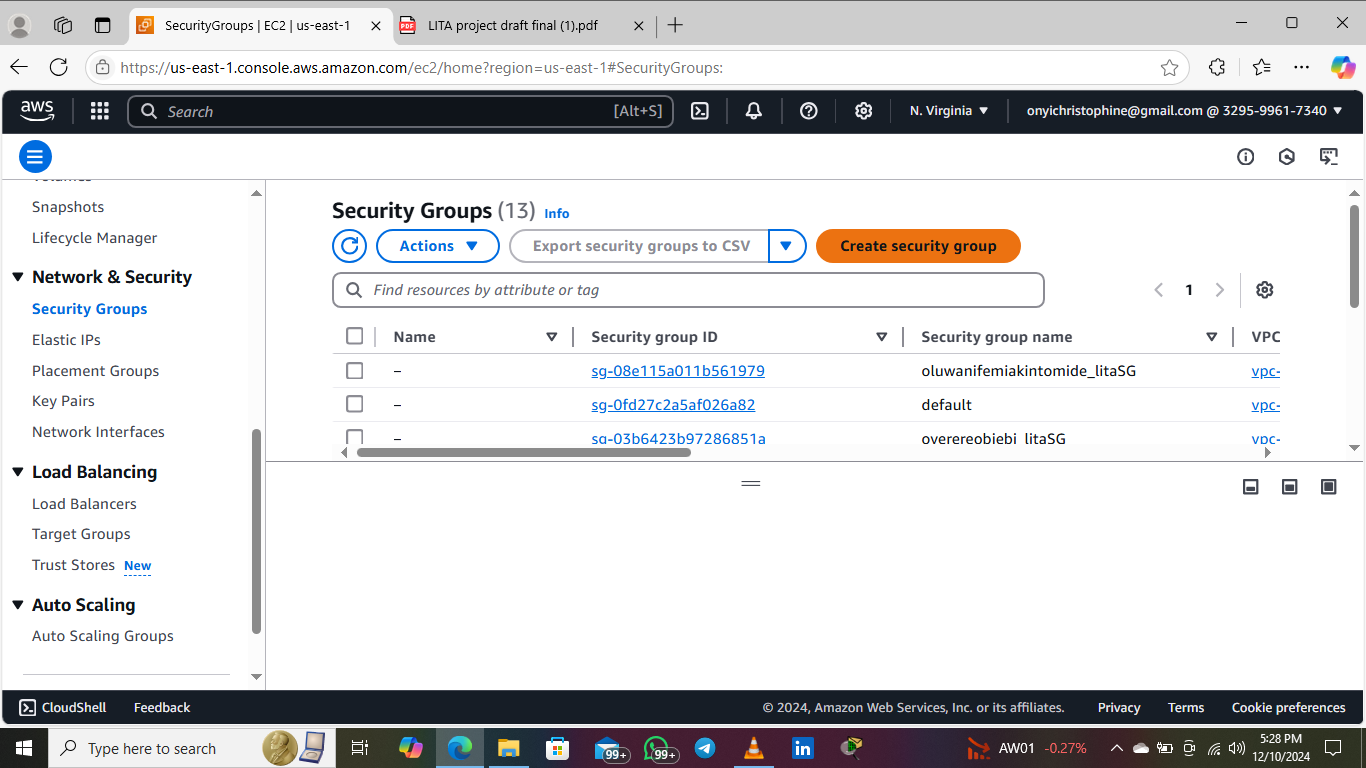 SecurityGroups | EC2 | us-east-1
PDF LITA project draft final (1).pdf
https://us-east-1.console.aws.amazon.com/ec2/home?region=us-east-1#SecurityGroups:
aws Search [Alt+S] N. Virginia onyichristophine@gmail.com @ 3295-9961-7340
Volumes
Snapshots
Lifecycle Manager
Network & Security
Security Groups
Elastic IPs
Placement Groups
Key Pairs
Network Interfaces
Load Balancing
Load Balancers
Target Groups
Trust Stores New
Auto Scaling
Auto Scaling Groups
Security Groups (13) Info
Actions Export security groups to CSV Create security group
Find resources by attribute or tag 1
Name Security group ID Security group name VPC
– sg-08e115a011b561979 oluwanifemiakintomide_litaSG vpc-
– sg-0fd27c2a5af026a82 default vpc-
– sg-03b6423b97286851a overereobiebi_litaSG vpc-
CloudShell Feedback © 2024, Amazon Web Services, Inc. or its affiliates. Privacy Terms Cookie preferences
Type here to search 99+ 99+ AW01 -0.27% 5:28 PM
12/10/2024